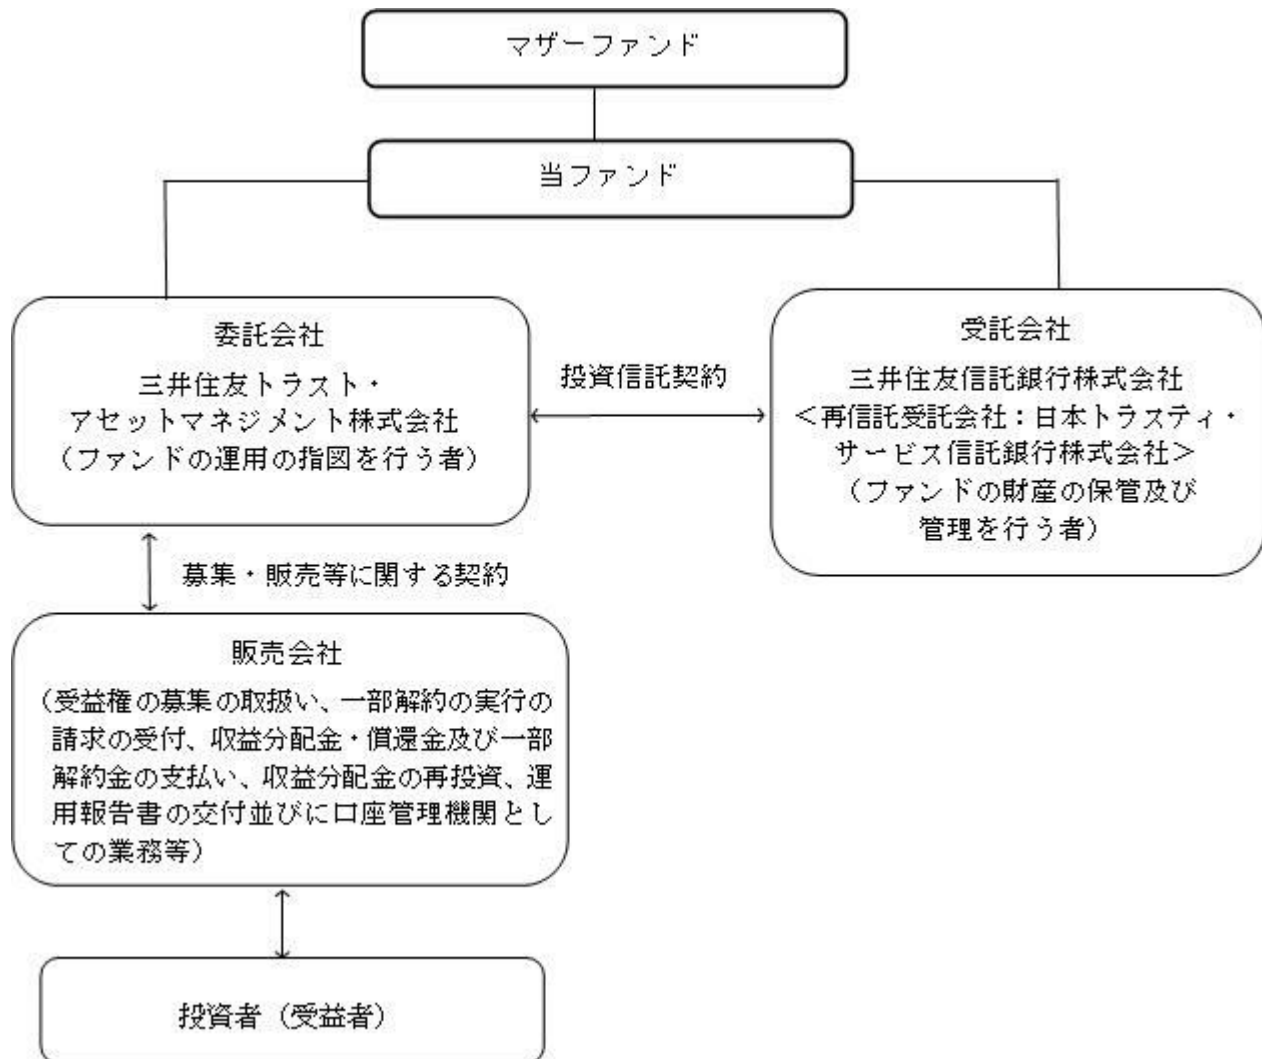 マザーファンド
当ファンド
委託会社
三井住友トラスト・
アセットマネジメント株式会社
（ファンドの運用の指図を行う者）
投資信託契約
受託会社
三井住友信託銀行株式会社
＜再信託受託会社：日本トラスティ・
サービス信託銀行株式会社＞
（ファンドの財産の保管及び
管理を行う者）
募集・販売等に関する契約
販売会社
（受益権の募集の取扱い、一部解約の実行の
請求の受付、収益分配金・償還金及び一部
解約金の支払い、収益分配金の再投資、運
用報告書の交付並びに口座管理機関とし
ての業務等）
投資者（受益者）